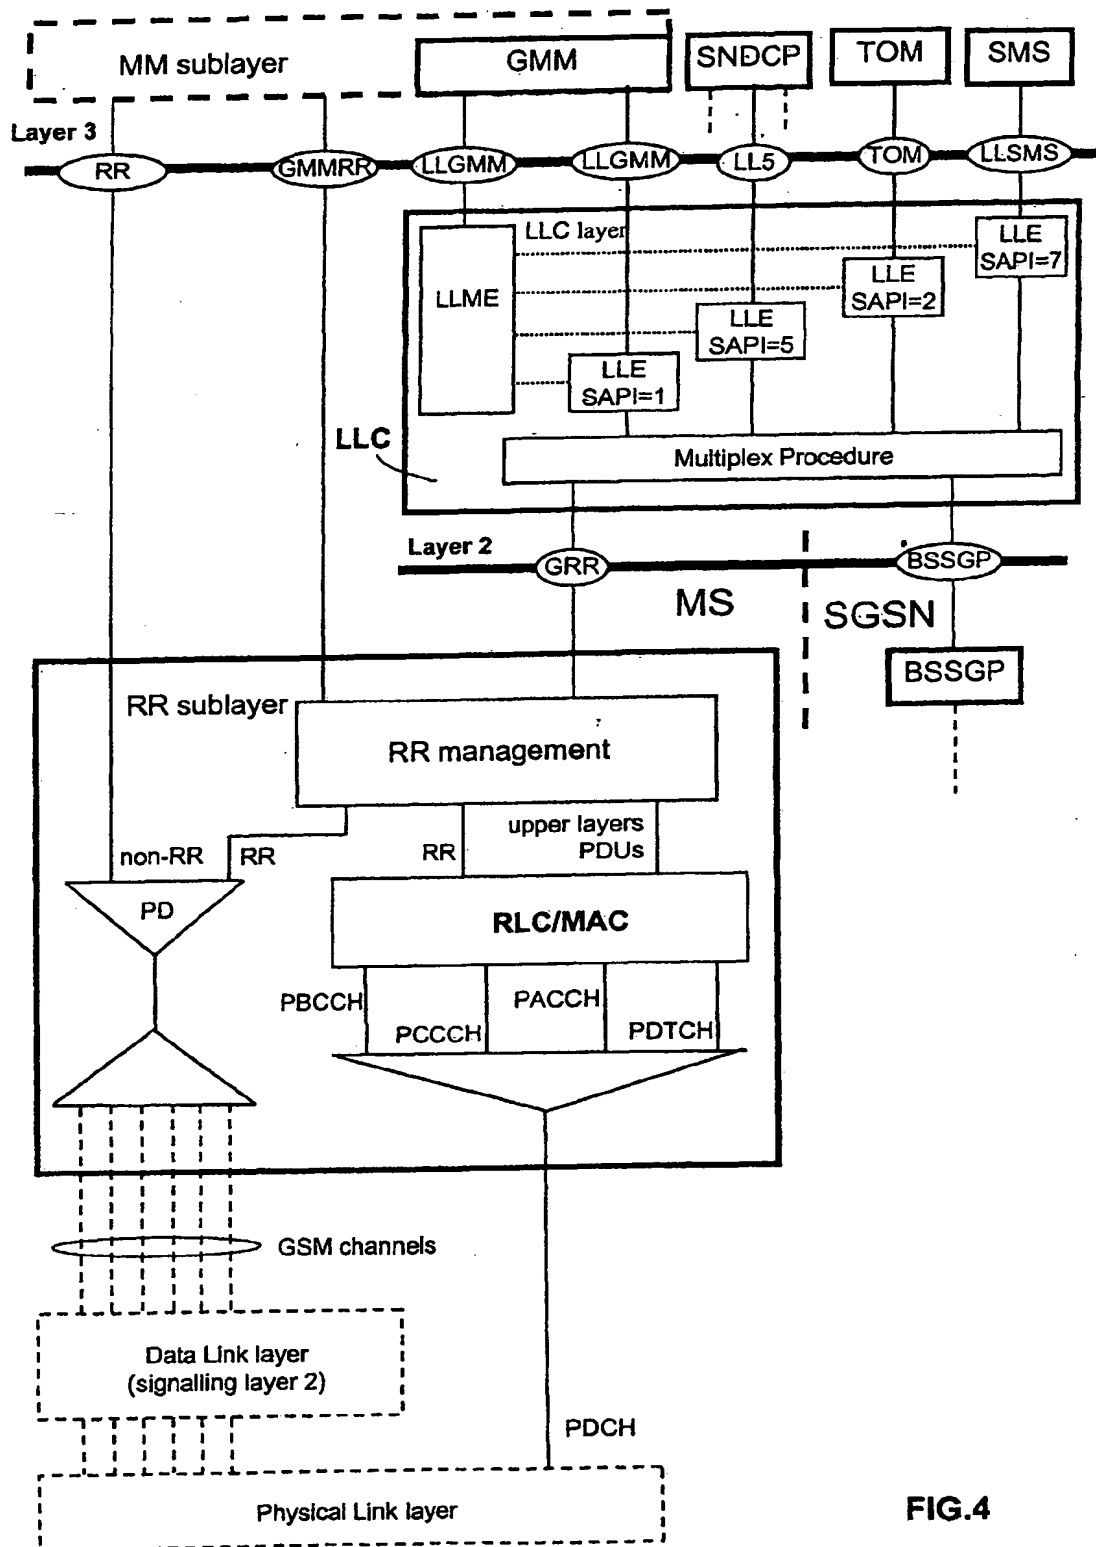 MM sublayer
GMM
SNDCP
TOM
SMS
Layer 3
RR
GMMRR
LLGMM
LLGMM
LL5
TOM
LLSMS
LLC layer
LLME
LLE
SAPI=7
LLE
SAPI=2
LLE
SAPI=5
LLE
SAPI=1
LLC
Multiplex Procedure
Layer 2
GRR
BSSGP
MS
SGSN
BSSGP
RR sublayer
RR management
non-RR
RR
RR
upper layers
PDUs
PD
RLC/MAC
PBCCH
PCCCH
PACCH
PDTCH
GSM channels
Data Link layer
(signalling layer 2)
PDCH
Physical Link layer
FIG.4